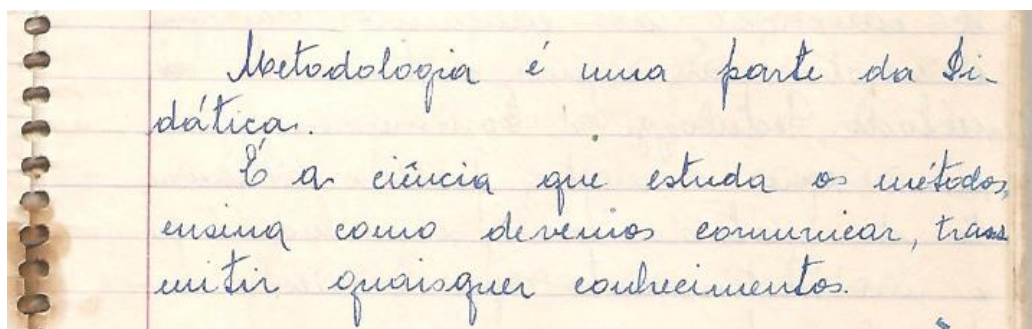 Metodologia é uma parte da Di-
dática.
É a ciência que estuda os métodos,
ensina como devemos comunicar, trans
mitir quaisquer conhecimentos.